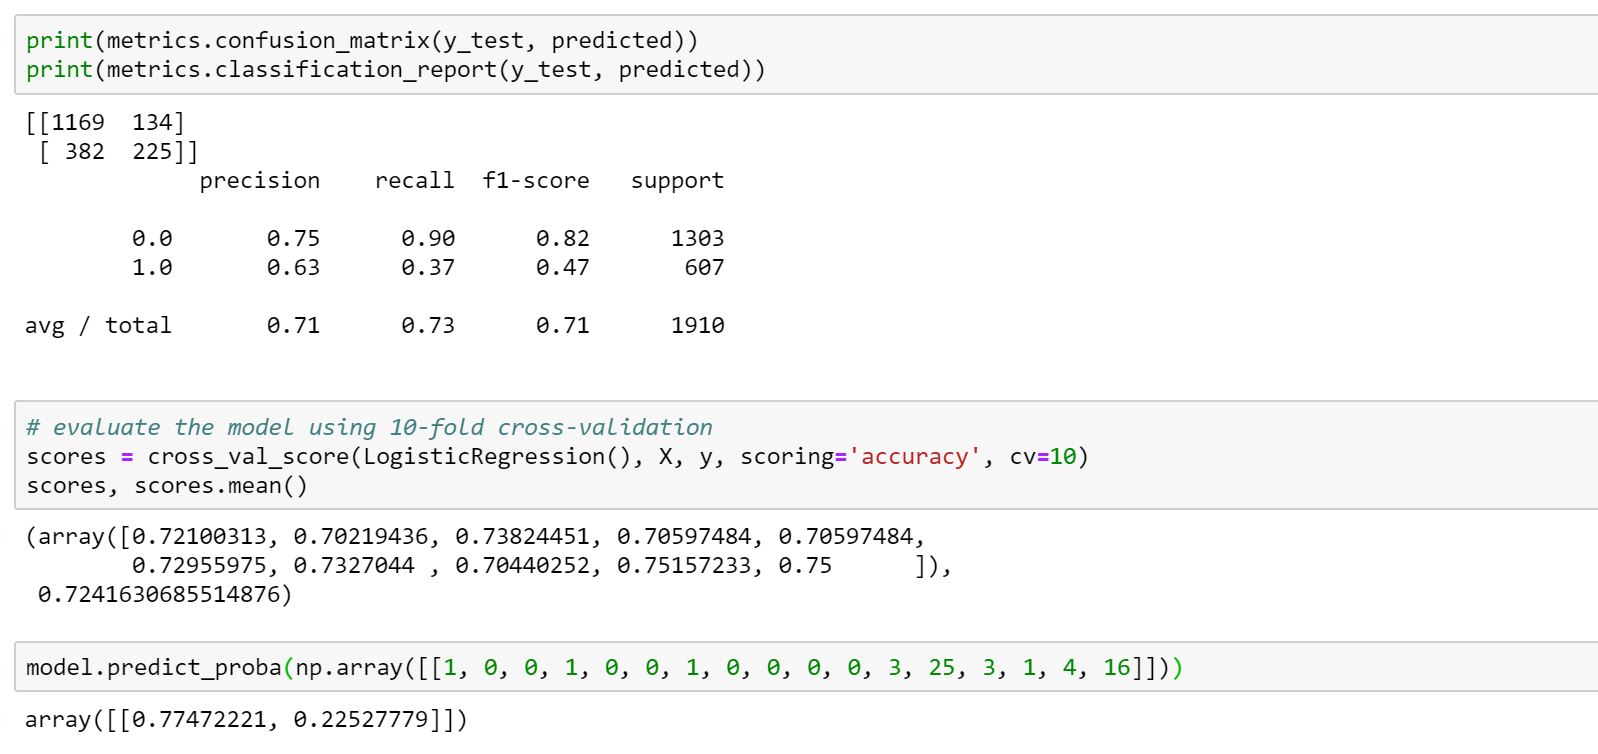 print(metrics.confusion_matrix(y_test, predicted))
print(metrics.classification_report(y_test, predicted))
[[1169  134]
 [ 382  225]]
             precision    recall  f1-score   support

        0.0       0.75      0.90      0.82      1303
        1.0       0.63      0.37      0.47       607

avg / total       0.71      0.73      0.71      1910

# evaluate the model using 10-fold cross-validation
scores = cross_val_score(LogisticRegression(), X, y, scoring='accuracy', cv=10)
scores, scores.mean()
(array([0.72100313, 0.70219436, 0.73824451, 0.70597484, 0.70597484,
        0.72955975, 0.7327044 , 0.70440252, 0.75157233, 0.75      ]),
 0.7241630685514876)
model.predict_proba(np.array([[1, 0, 0, 1, 0, 0, 1, 0, 0, 0, 0, 3, 25, 3, 1, 4, 16]]))
array([[0.77472221, 0.22527779]])